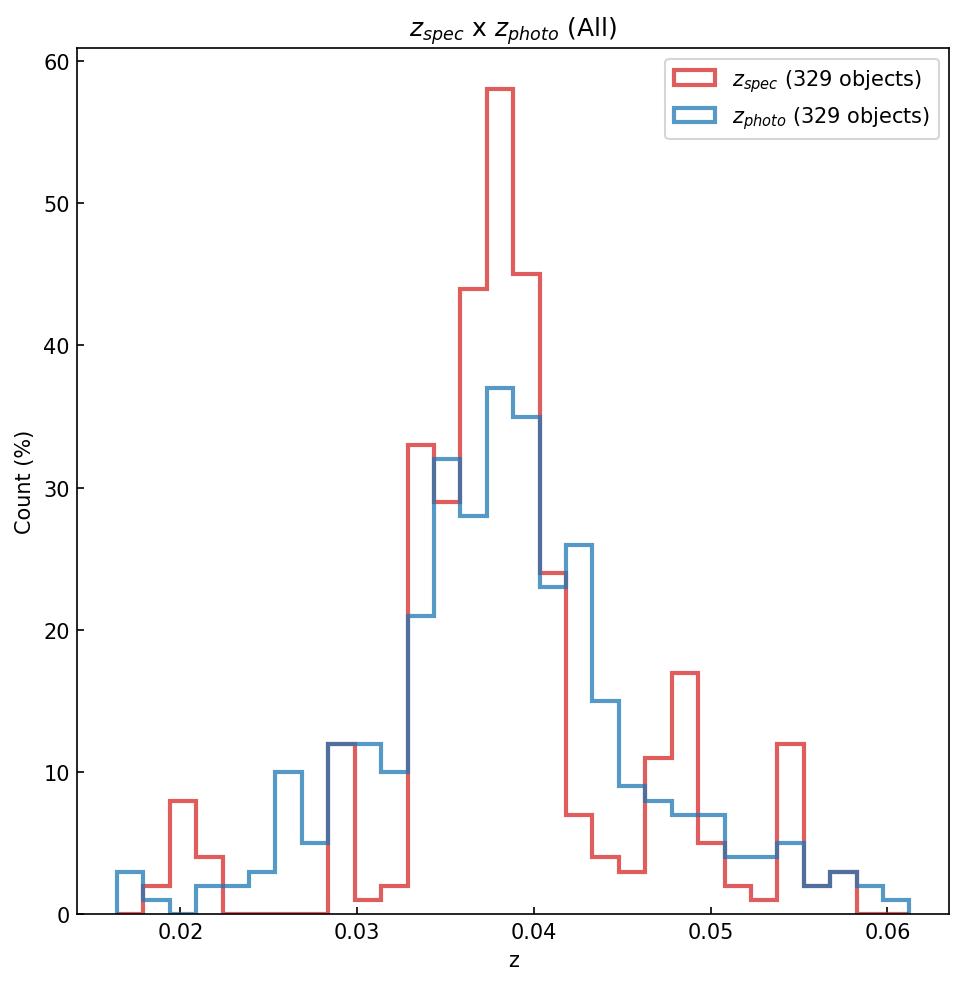 z_spec x z_photo (All)
z_spec (329 objects)
z_photo (329 objects)
60
50
40
30
20
10
0
Count (%)
0.02 0.03 0.04 0.05 0.06
z